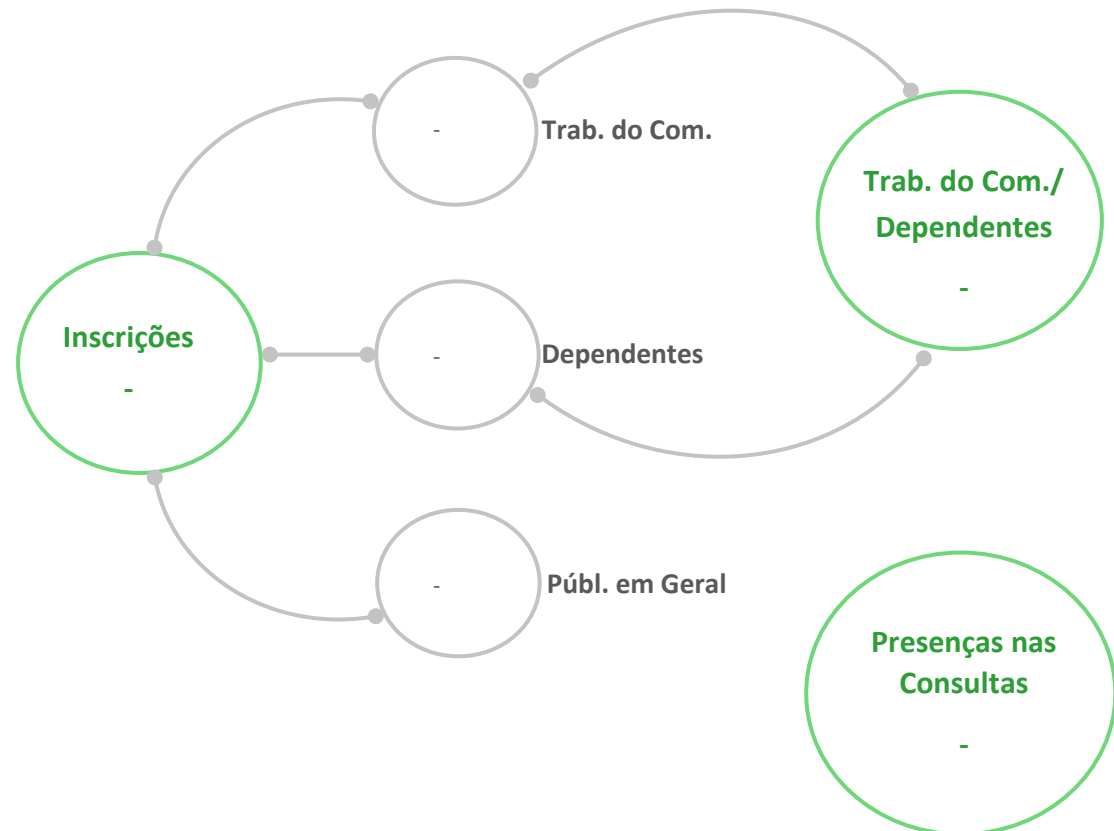 -
Trab. do Com.
Trab. do Com./
Dependentes
-
Inscrições
-
-
Dependentes
-
Públ. em Geral
Presenças nas
Consultas
-